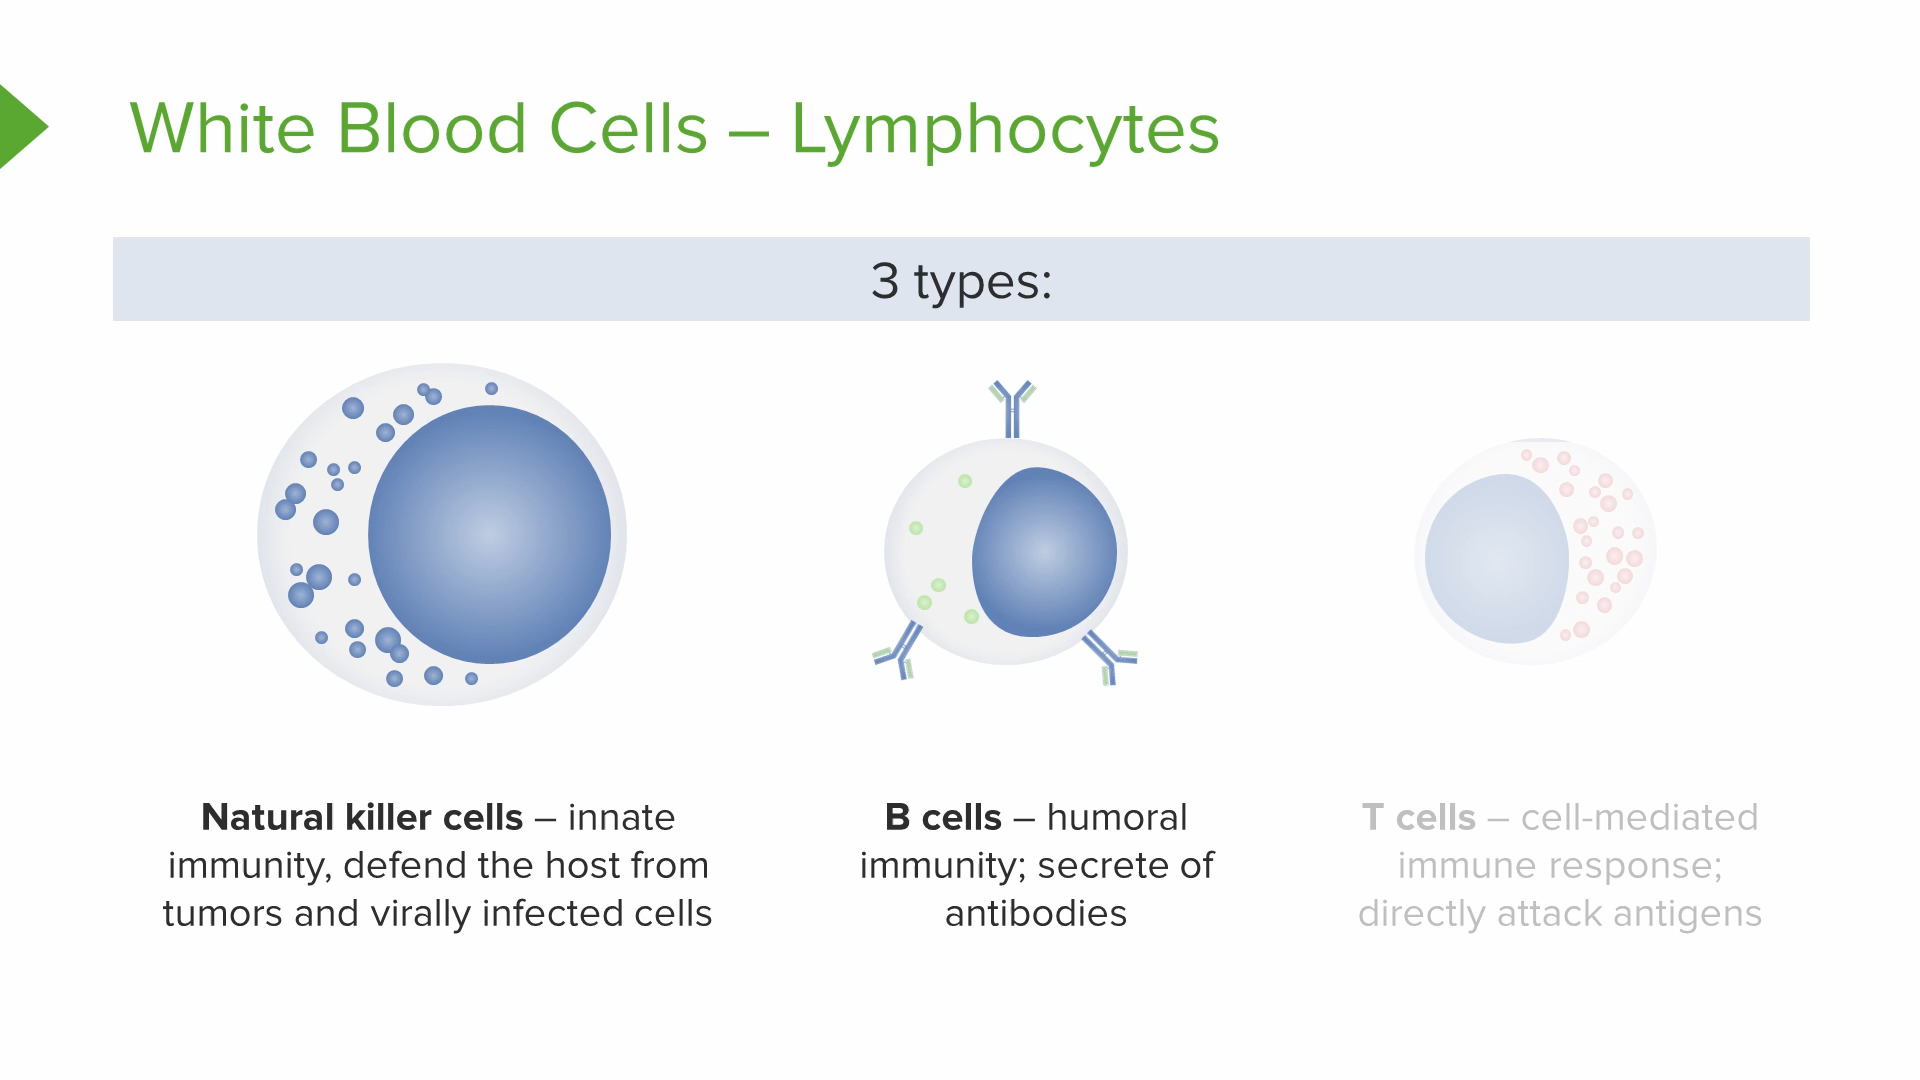 White Blood Cells – Lymphocytes
3 types:
Natural killer cells – innate
immunity, defend the host from
tumors and virally infected cells
B cells – humoral
immunity; secrete of
antibodies
T cells – cell-mediated
immune response;
directly attack antigens